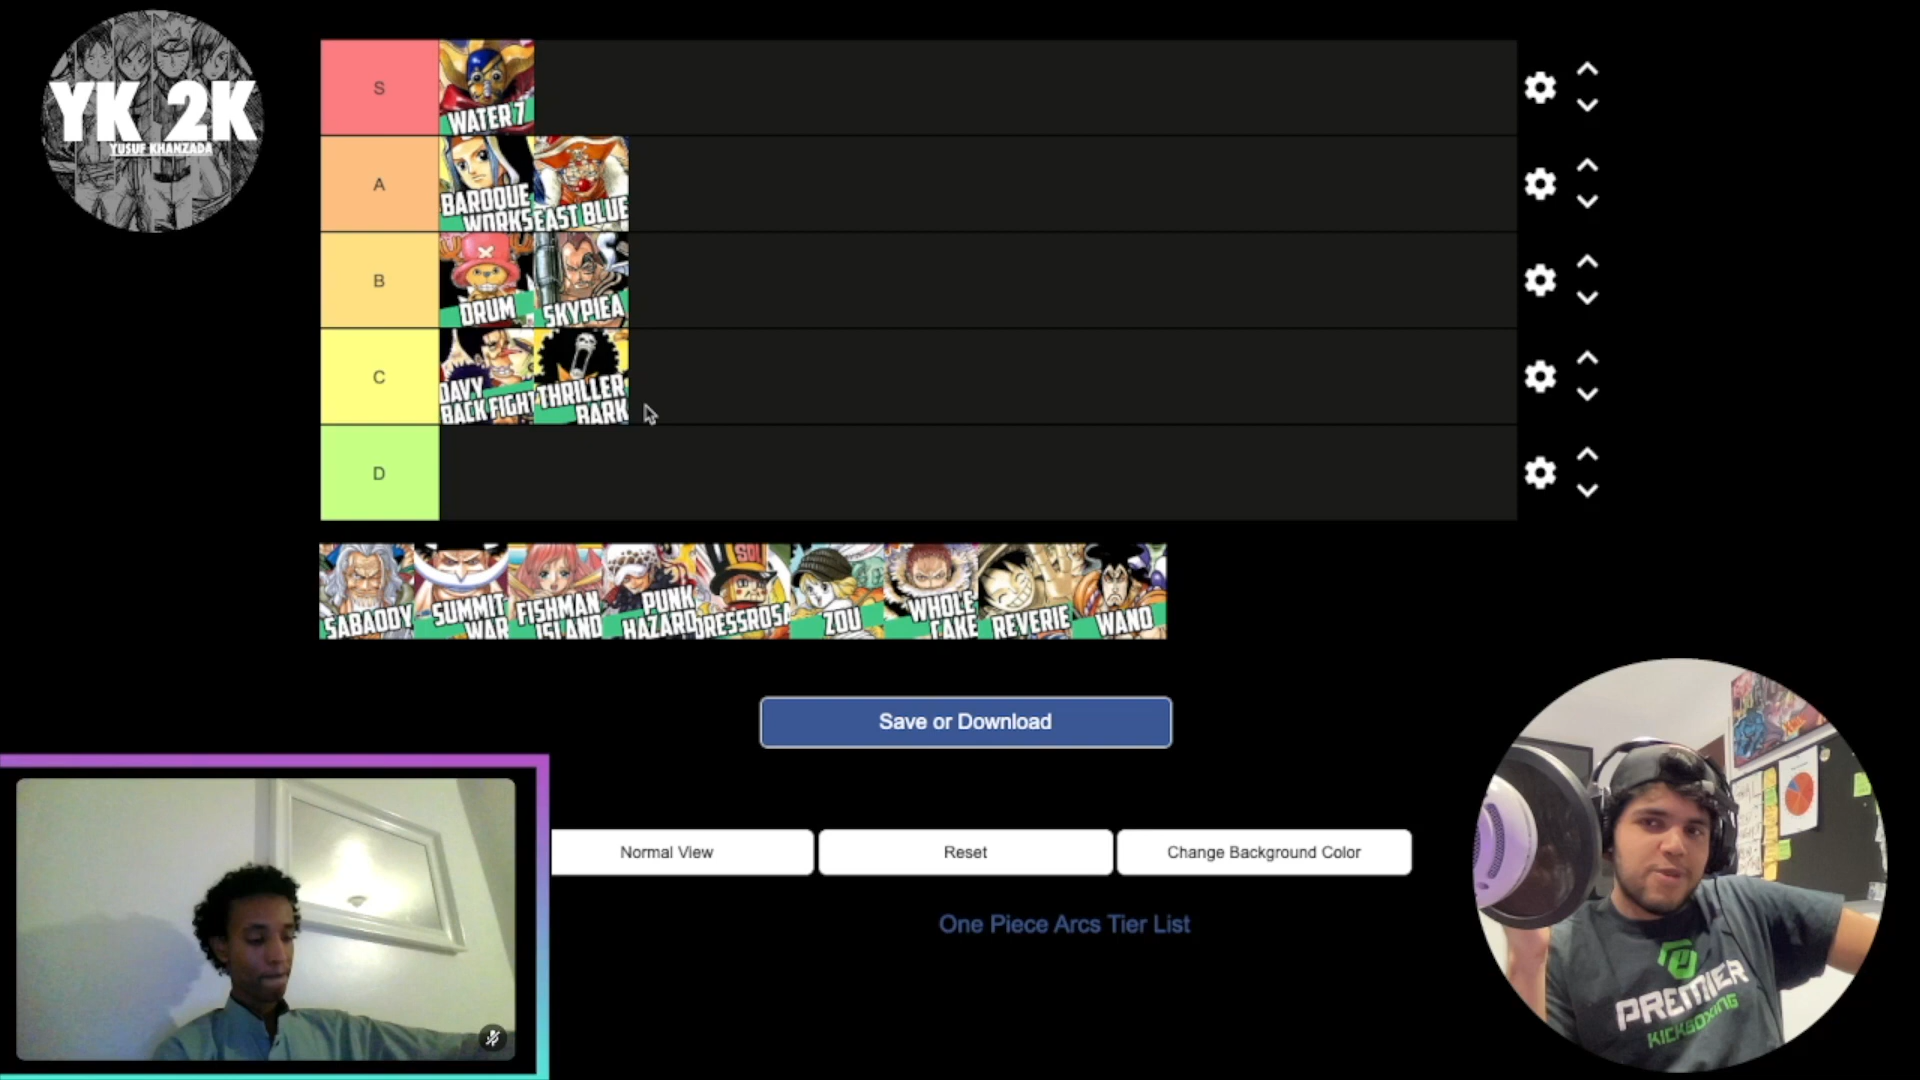 YK 2K
YUSUF KHANZADA
S
WATER 7
A
BAROQUE
WORKS
EAST BLUE
B
DRUM
SKYPIEA
C
DAVY
BACK FIGHT
THRILLER
BARK
D
SABAODY
SUMMIT
WAR
FISHMAN
ISLAND
PUNK
HAZARD
DRESSROSA
ZOU
WHOLE
CAKE
REVERIE
WANO
Save or Download
Normal View
Reset
Change Background Color
One Piece Arcs Tier List
PREMIER
KICKBOXING